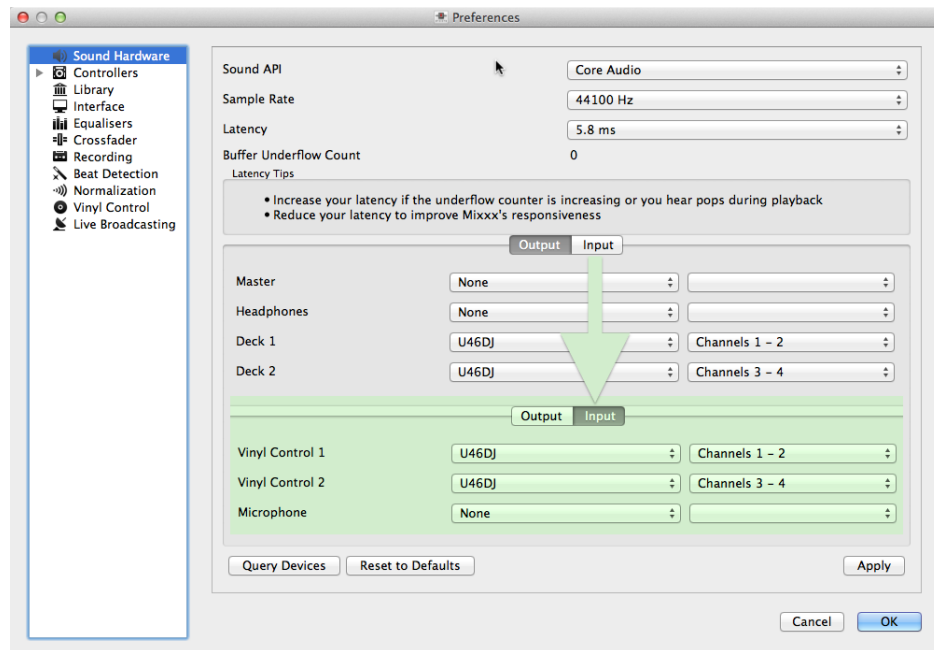 Preferences
Sound Hardware
Controllers
Library
Interface
Equalisers
Crossfader
Recording
Beat Detection
Normalization
Vinyl Control
Live Broadcasting
Sound API Core Audio
Sample Rate 44100 Hz
Latency 5.8 ms
Buffer Underflow Count 0
Latency Tips
• Increase your latency if the underflow counter is increasing or you hear pops during playback
• Reduce your latency to improve Mixxx's responsiveness
Output Input
Master None
Headphones None
Deck 1 U46DJ Channels 1 – 2
Deck 2 U46DJ Channels 3 – 4
Output Input
Vinyl Control 1 U46DJ Channels 1 – 2
Vinyl Control 2 U46DJ Channels 3 – 4
Microphone None
Query Devices Reset to Defaults Apply
Cancel OK